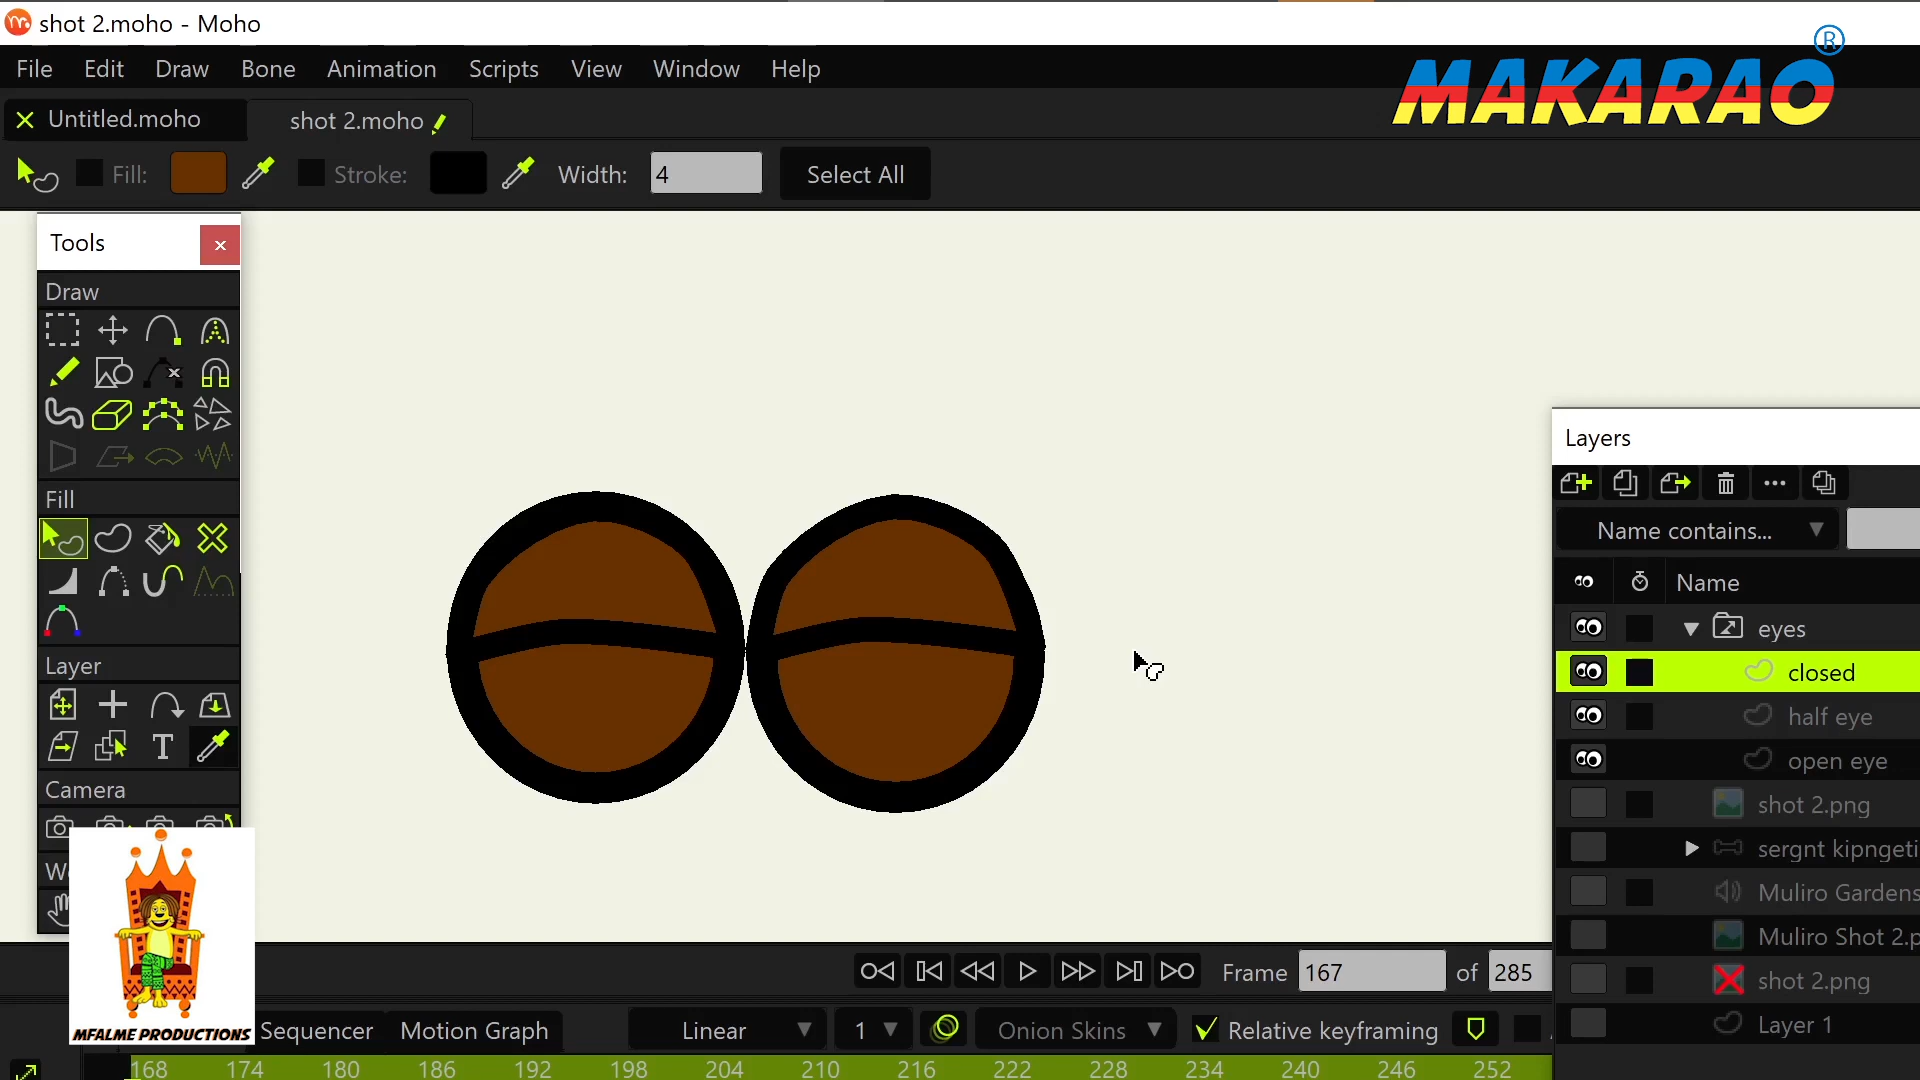 shot 2.moho - Moho
File Edit Draw Bone Animation Scripts View Window Help
MAKARAO ®
Untitled.moho shot 2.moho
Fill: Stroke: Width: 4 Select All
Tools
Draw
Fill
Layer
T
Camera
MFALME PRODUCTIONS
Layers
Name contains...
Name
eyes
closed
half eye
open eye
shot 2.png
sergnt kipngeti
Muliro Gardens
Muliro Shot 2.p
shot 2.png
Layer 1
Frame 167 of 285
Sequencer Motion Graph Linear 1 Onion Skins Relative keyframing
168 174 180 186 192 198 204 210 216 222 228 234 240 246 252